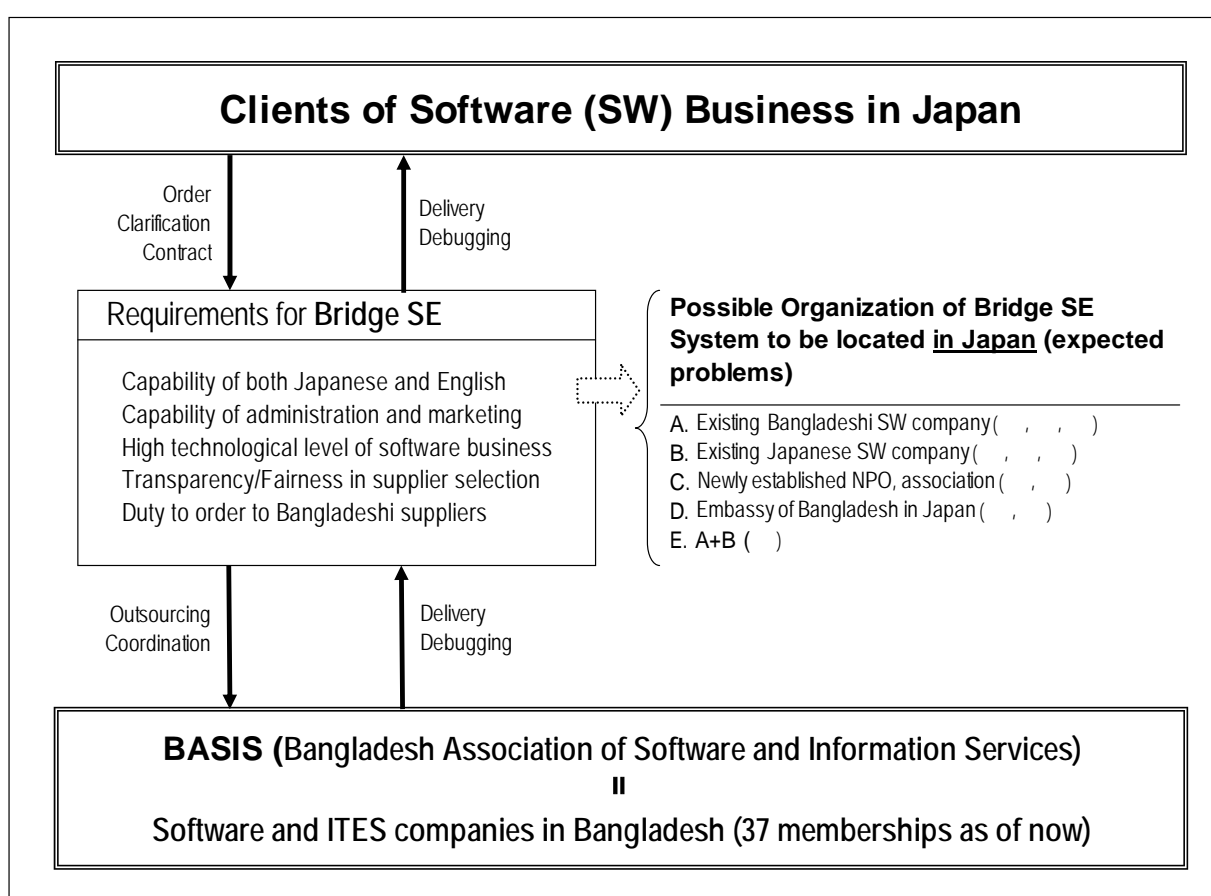 Clients of Software (SW) Business in Japan
Order
Clarification
Contract
Delivery
Debugging
Requirements for Bridge SE
Capability of both Japanese and English
Capability of administration and marketing
High technological level of software business
Transparency/Fairness in supplier selection
Duty to order to Bangladeshi suppliers
Possible Organization of Bridge SE
System to be located in Japan (expected
problems)
A. Existing Bangladeshi SW company ( , , )
B. Existing Japanese SW company ( , , )
C. Newly established NPO, association ( , )
D. Embassy of Bangladesh in Japan ( , )
E. A+B ( )
Outsourcing
Coordination
Delivery
Debugging
BASIS (Bangladesh Association of Software and Information Services)
=
Software and ITES companies in Bangladesh (37 memberships as of now)